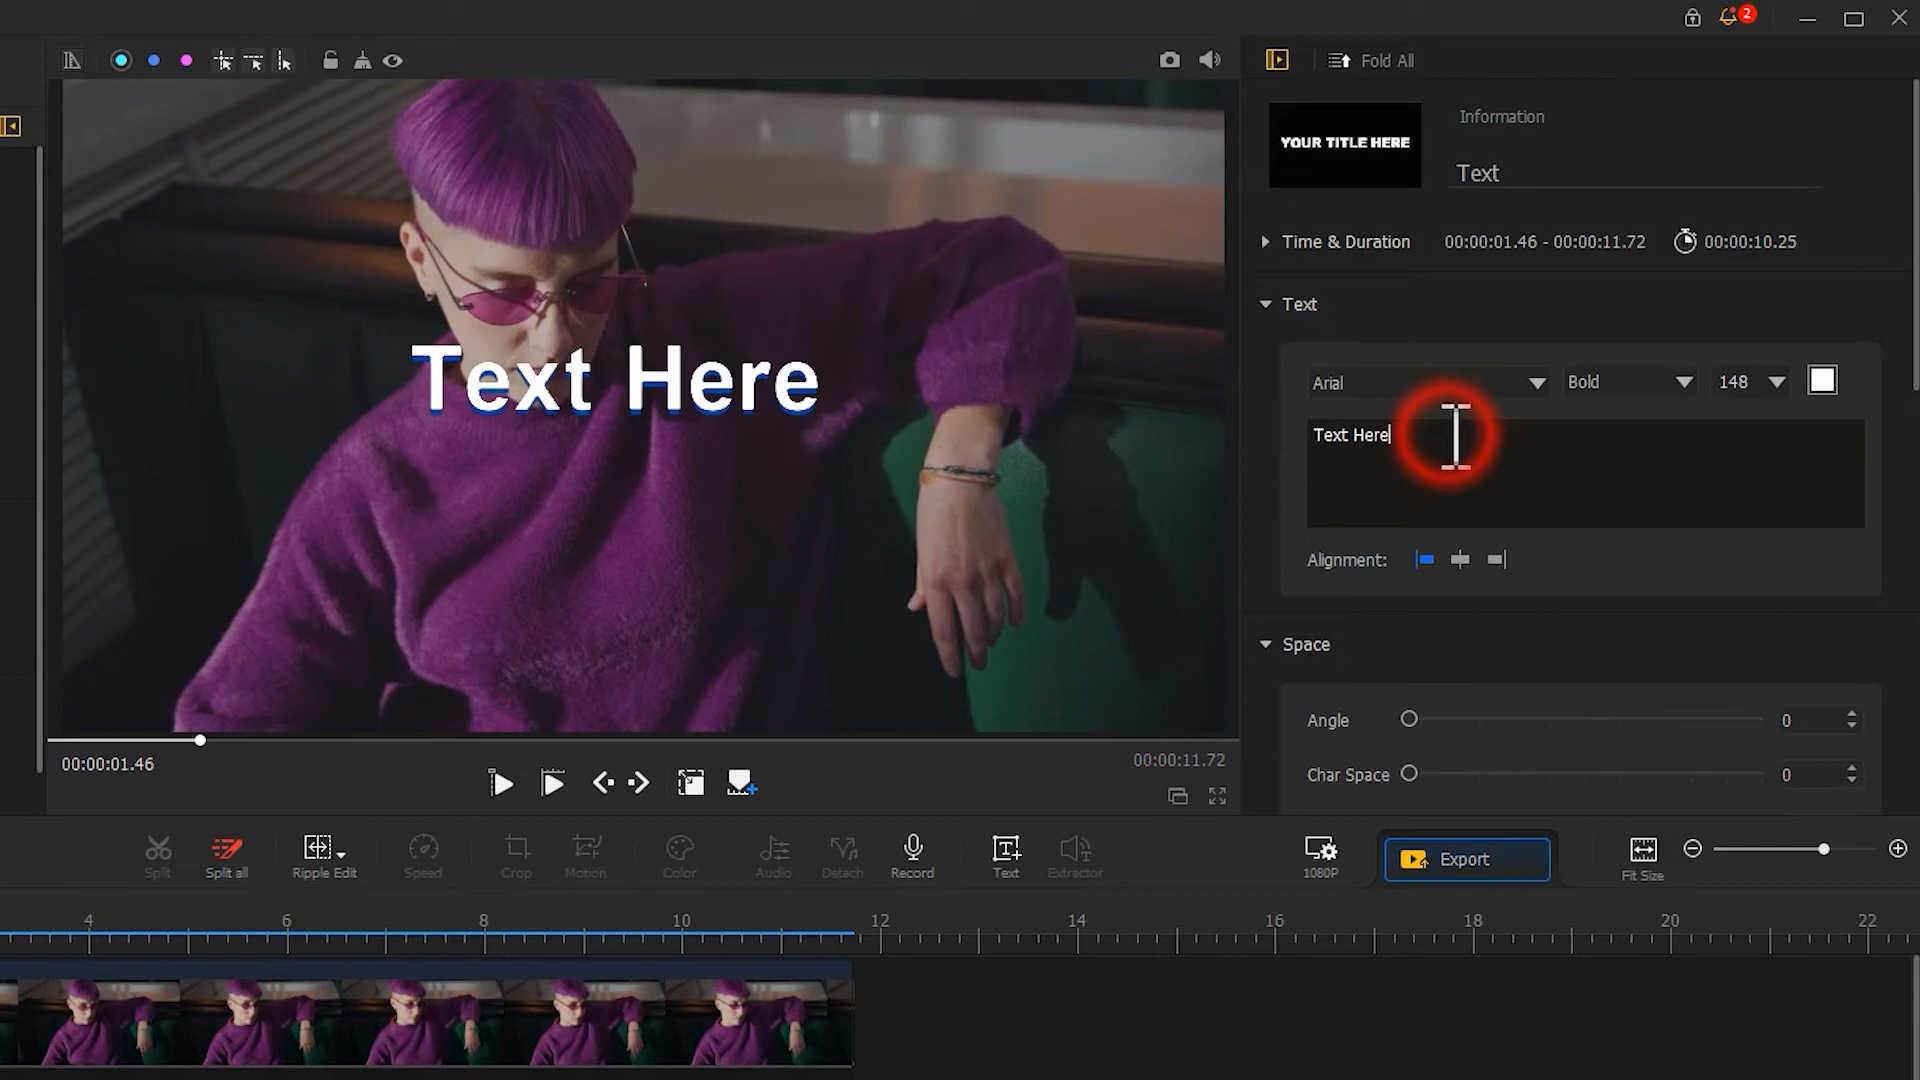 2
Fold All
YOUR TITLE HERE
Information
Text
Time & Duration
00:00:01.46 - 00:00:11.72
00:00:10.25
Text
Arial
Bold
148
Text Here
Text Here
Alignment:
Space
Angle
0
Char Space
0
00:00:01.46
00:00:11.72
Split
Split all
Ripple Edit
Speed
Crop
Motion
Color
Audio
Detach
Record
Text
Extractor
1080P
Export
Fit Size
4 6 8 10 12 14 16 18 20 22